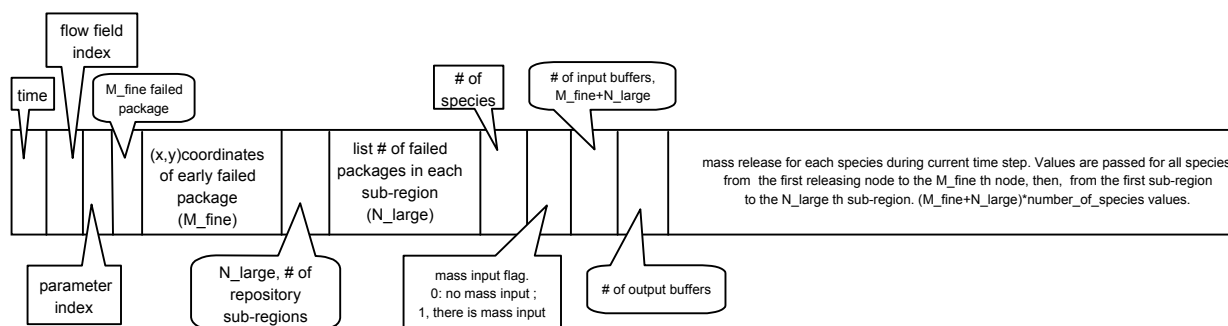 flow field
index
time
M_fine failed
package
# of
species
# of input buffers,
M_fine+N_large
(x,y)coordinates
of early failed
package
(M_fine)
list # of failed
packages in each
sub-region
(N_large)
mass release for each species during current time step. Values are passed for all species
from the first releasing node to the M_fine th node, then, from the first sub-region
to the N_large th sub-region. (M_fine+N_large)*number_of_species values.
parameter
index
N_large, # of
repository
sub-regions
mass input flag.
0: no mass input ;
1, there is mass input
# of output buffers